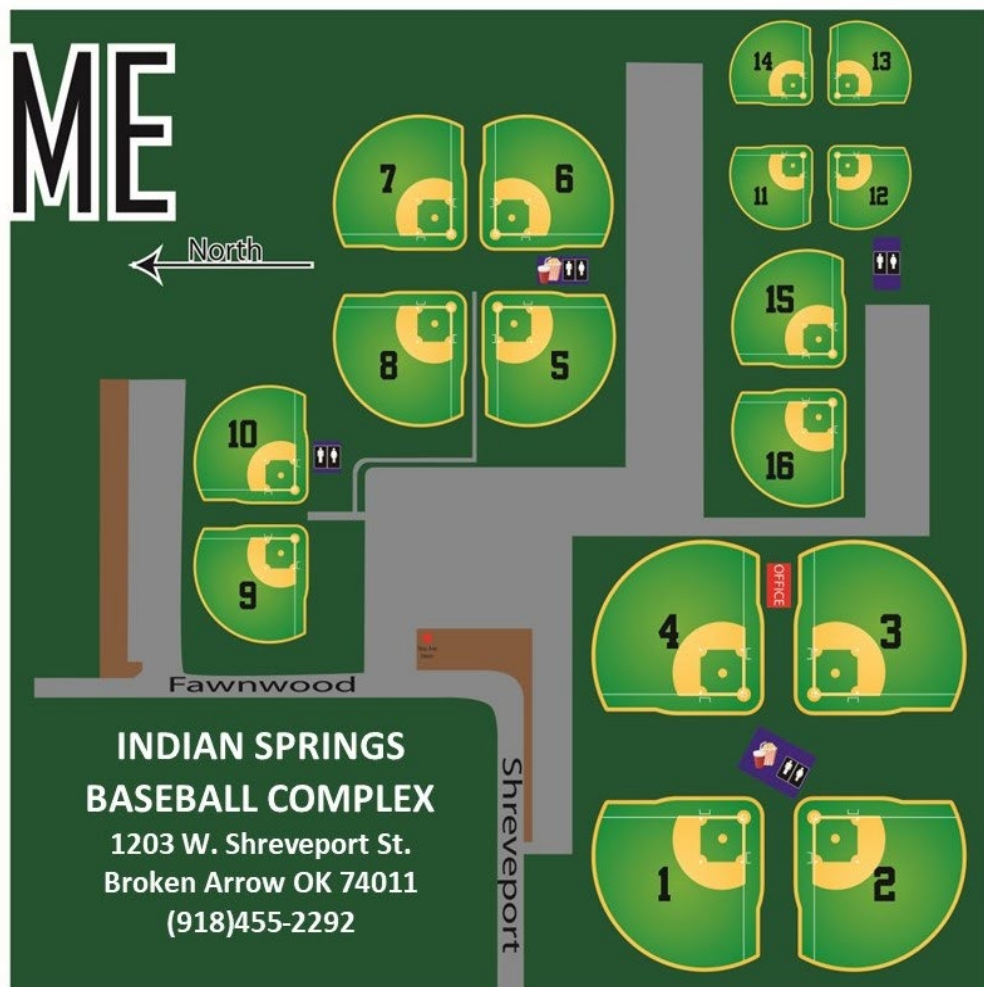 ME
North
14
13
11
12
7
6
15
8
5
16
10
9
OFFICE
4
3
Fawnwood
INDIAN SPRINGS
BASEBALL COMPLEX
1203 W. Shreveport St.
Broken Arrow OK 74011
(918)455-2292
Shreveport
1
2